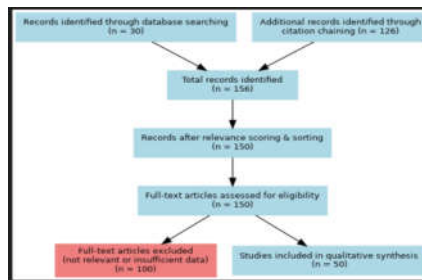 Records identified through database searching
(n = 30)
Additional records identified through
citation chaining (n = 126)
Total records identified
(n = 156)
Records after relevance scoring & sorting
(n = 150)
Full-text articles assessed for eligibility
(n = 150)
Full-text articles excluded
(not relevant or insufficient data)
(n = 100)
Studies included in qualitative synthesis
(n = 50)